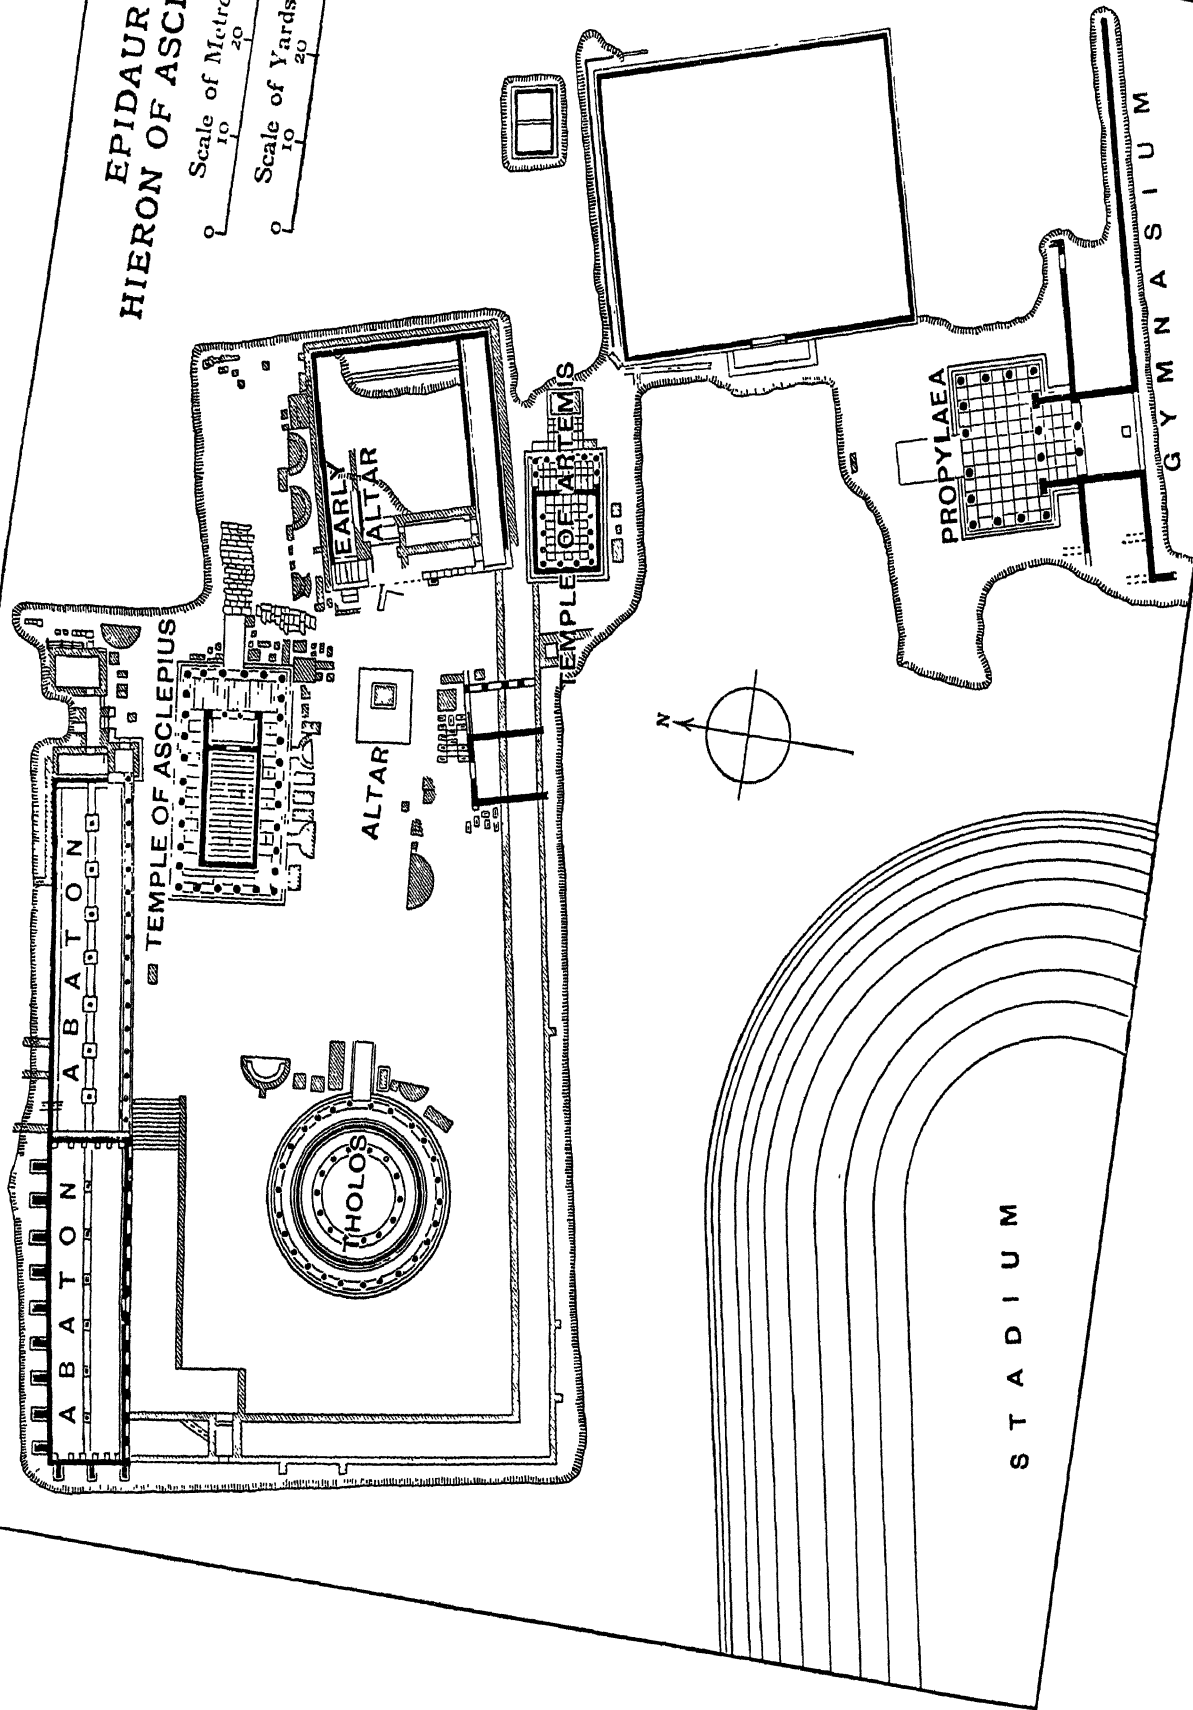 EPIDAUR
HIERON OF ASCL
Scale of Metre
0 10 20
Scale of Yards
0 10 20
ABATON
ABATON
TEMPLE OF ASCLEPIUS
EARLY
ALTAR
ALTAR
THOLOS
TEMPLE OF ARTEMIS
N
PROPYLAEA
GYMNASIUM
STADIUM